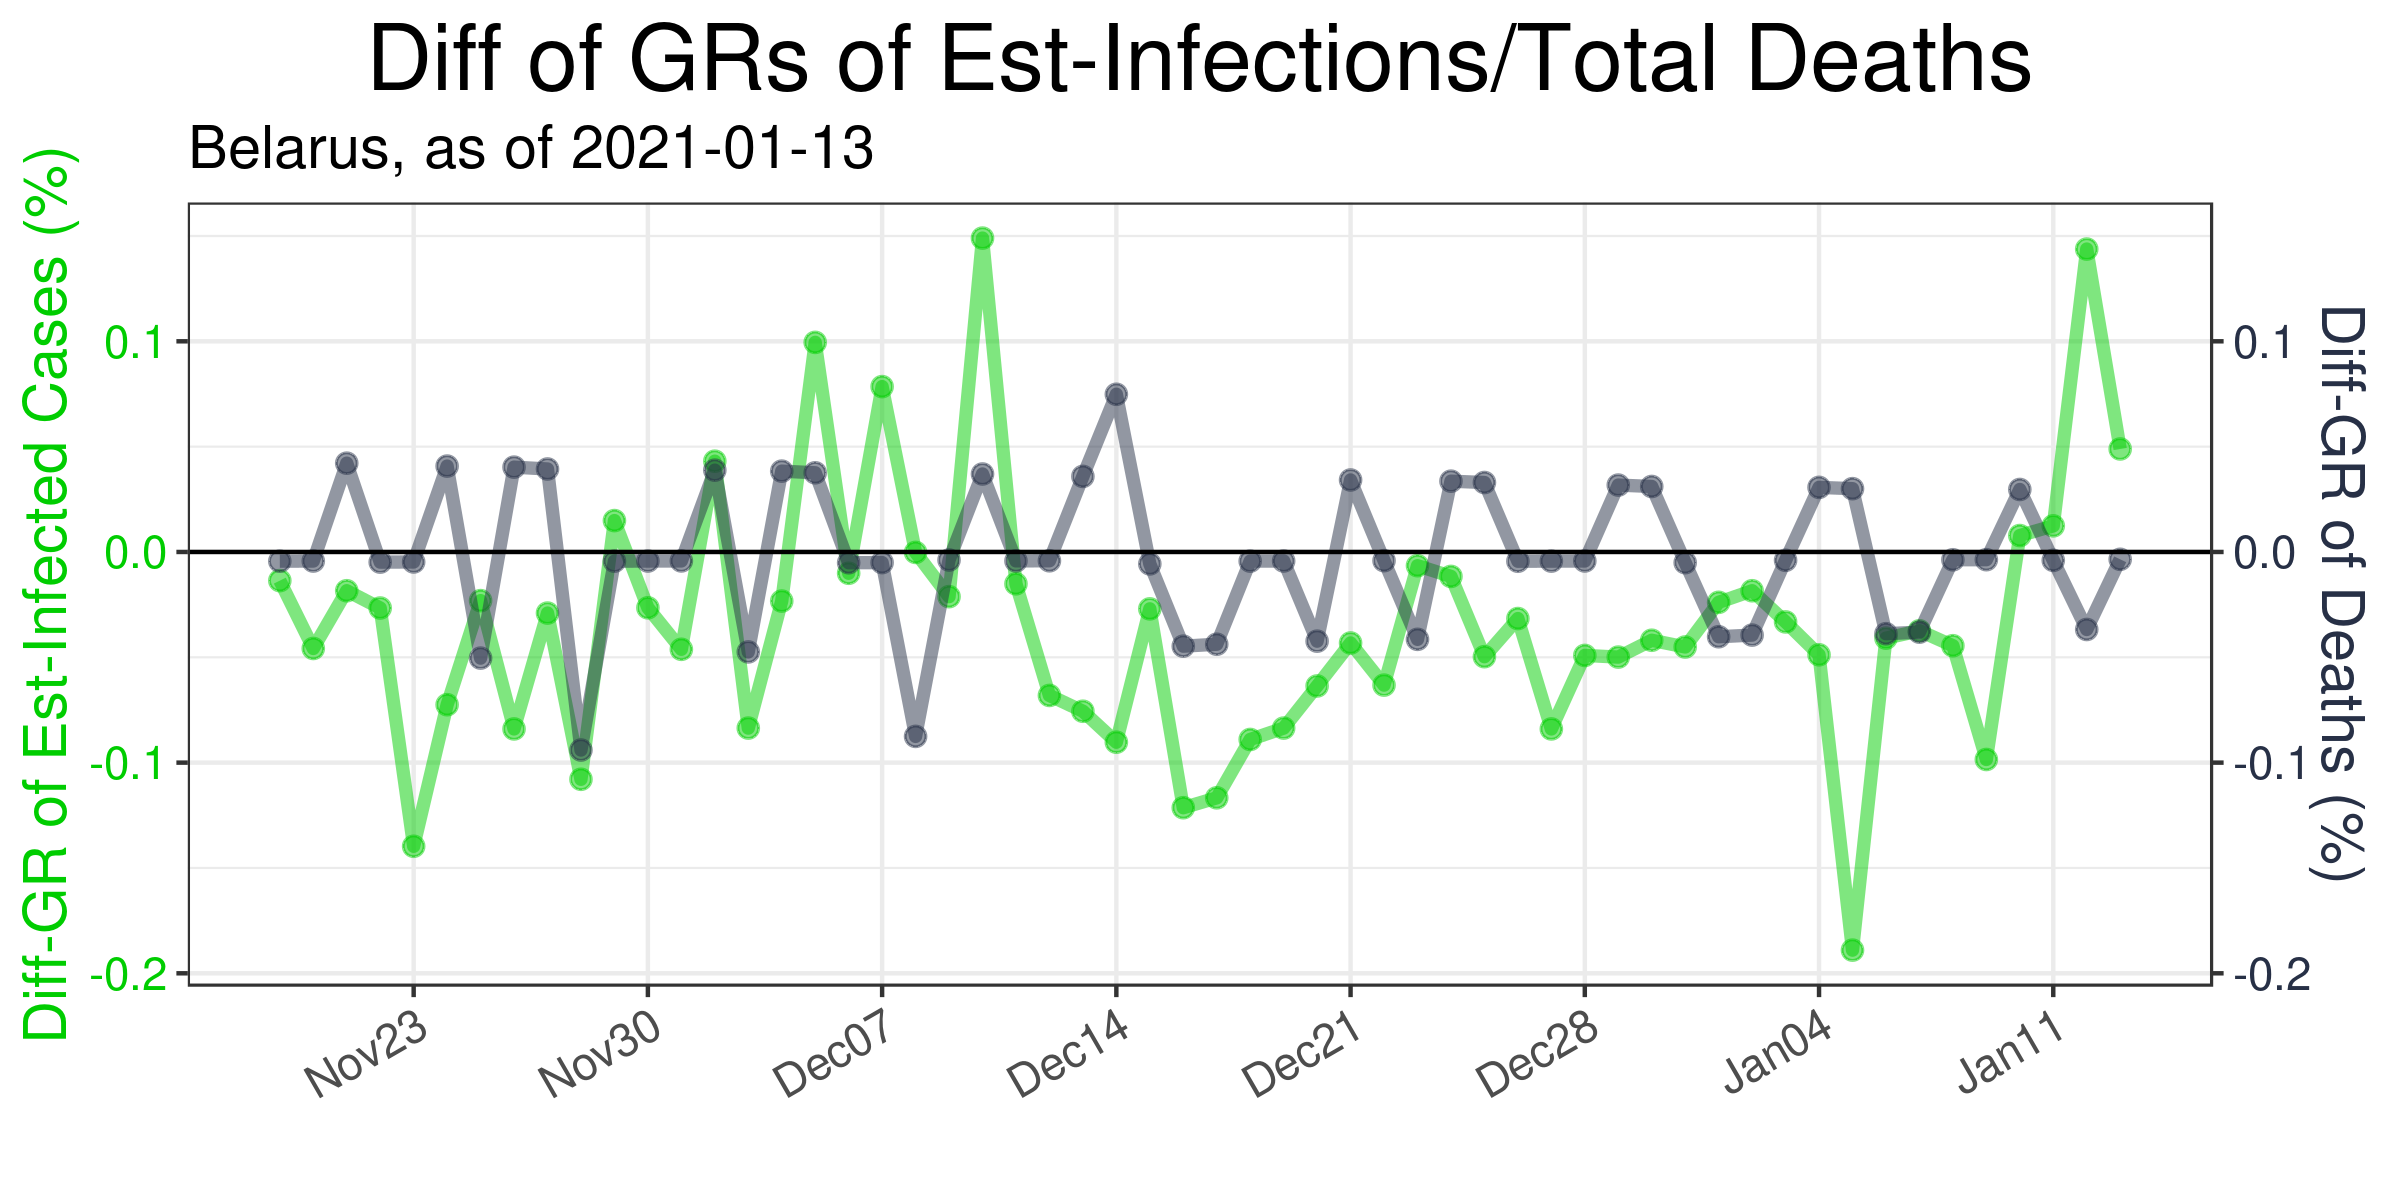 Diff of GRs of Est-Infections/Total Deaths
Belarus, as of 2021-01-13
Diff-GR of Est-Infected Cases (%)
0.1
0.0
-0.1
-0.2
0.1
0.0
-0.1
-0.2
Diff-GR of Deaths (%)
Nov23
Nov30
Dec07
Dec14
Dec21
Dec28
Jan04
Jan11